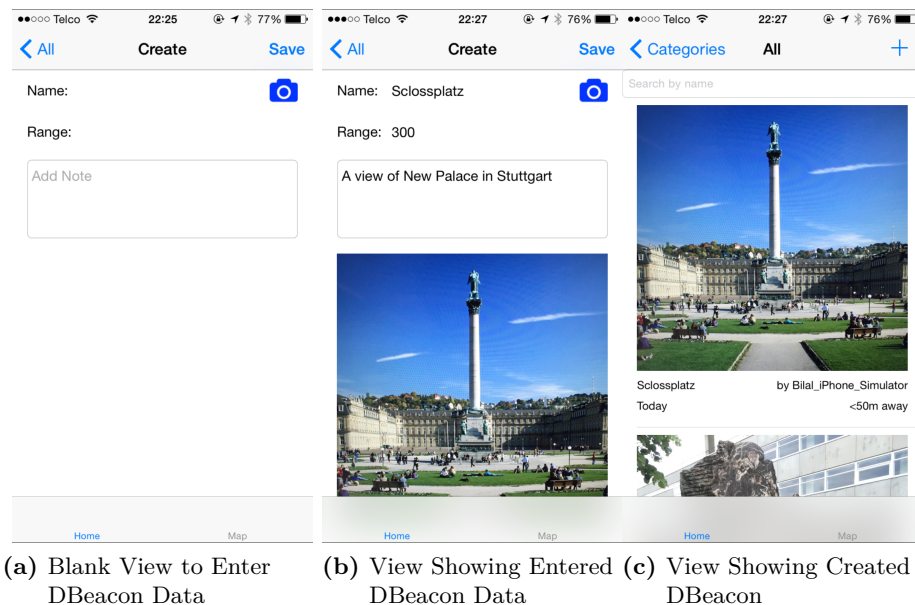 ●●○○○ Telco 22:25 77%
All Create Save
Name:
Range:
Add Note
Home Map
(a) Blank View to Enter
DBeacon Data
●●●○○ Telco 22:27 76%
All Create Save
Name: Sclossplatz
Range: 300
A view of New Palace in Stuttgart
Home Map
(b) View Showing Entered
DBeacon Data
●●○○○ Telco 22:27 76%
Categories All +
Search by name
Sclossplatz by Bilal_iPhone_Simulator
Today <50m away
Home Map
(c) View Showing Created
DBeacon